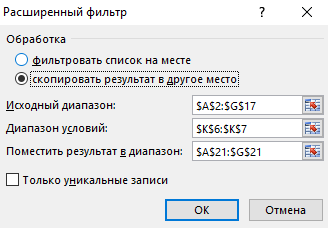 Расширенный фильтр
Обработка
фильтровать список на месте
скопировать результат в другое место
Исходный диапазон: $A$2:$G$17
Диапазон условий: $K$6:$K$7
Поместить результат в диапазон: $A$21:$G$21
Только уникальные записи
OK Отмена